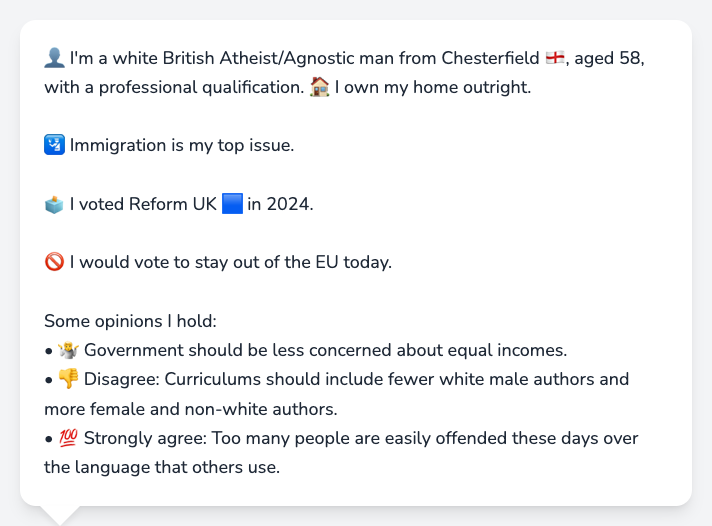 👤 I'm a white British Atheist/Agnostic man from Chesterfield 🏴󠁧󠁢󠁥󠁮󠁧󠁿, aged 58,
with a professional qualification. 🏠 I own my home outright.
🛂 Immigration is my top issue.
🗳️ I voted Reform UK 🟦 in 2024.
🚫 I would vote to stay out of the EU today.
Some opinions I hold:
• 🤷 Government should be less concerned about equal incomes.
• 👎 Disagree: Curriculums should include fewer white male authors and
more female and non-white authors.
• 💯 Strongly agree: Too many people are easily offended these days over
the language that others use.